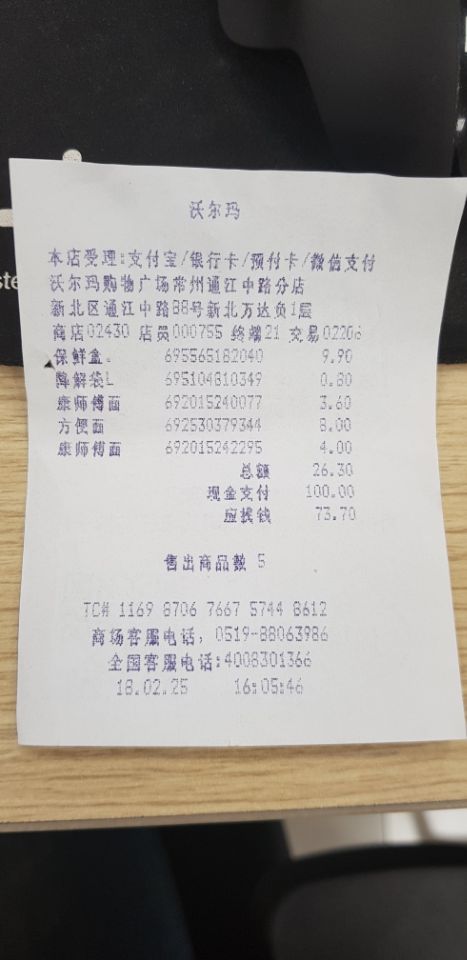 沃尔玛
本店受理:支付宝/银行卡/预付卡/微信支付
沃尔玛购物广场常州通江中路分店
新北区通江中路88号新北万达负1层
商店02430 店员000755 终端21 交易02206
保鲜盒L 695565182040 9.90
降解袋L 695104810349 0.80
康师傅面 692015240077 3.60
方便面 692530379344 8.00
康师傅面 692015242295 4.00
总额 26.30
现金支付 100.00
应找钱 73.70
售出商品数 5
TC# 1169 8706 7667 5744 8612
商场客服电话, 0519-88063986
全国客服电话:4008301366
18.02.25 16:05:46